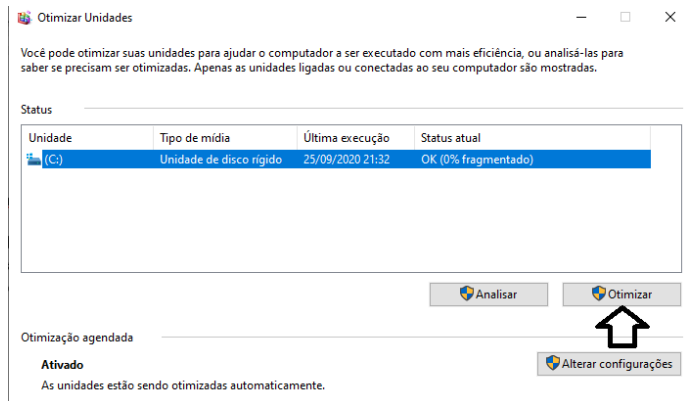 Otimizar Unidades
Você pode otimizar suas unidades para ajudar o computador a ser executado com mais eficiência, ou analisá-las para
saber se precisam ser otimizadas. Apenas as unidades ligadas ou conectadas ao seu computador são mostradas.
Status
Unidade Tipo de mídia Última execução Status atual
(C:) Unidade de disco rígido 25/09/2020 21:32 OK (0% fragmentado)
Analisar Otimizar
Otimização agendada
Ativado Alterar configurações
As unidades estão sendo otimizadas automaticamente.